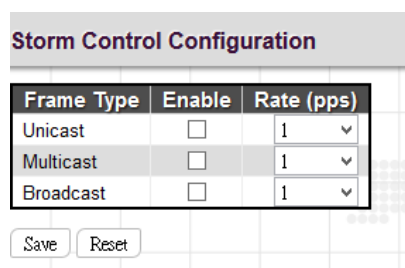 Storm Control Configuration
Frame Type Enable Rate (pps)
Unicast 1
Multicast 1
Broadcast 1
Save Reset